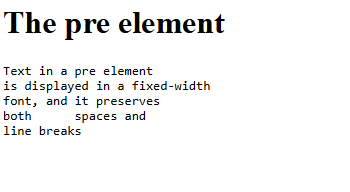 The pre element
Text in a pre element
is displayed in a fixed-width
font, and it preserves
both      spaces and
line breaks